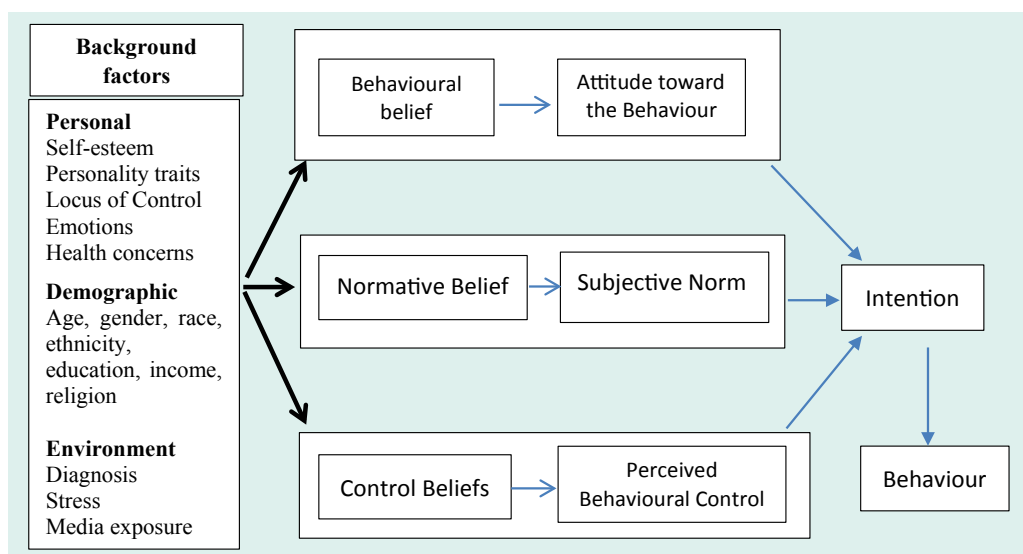 Background
factors
Personal
Self-esteem
Personality traits
Locus of Control
Emotions
Health concerns
Demographic
Age, gender, race,
ethnicity,
education, income,
religion
Environment
Diagnosis
Stress
Media exposure
Behavioural
belief
Attitude toward
the Behaviour
Normative Belief
Subjective Norm
Control Beliefs
Perceived
Behavioural Control
Intention
Behaviour